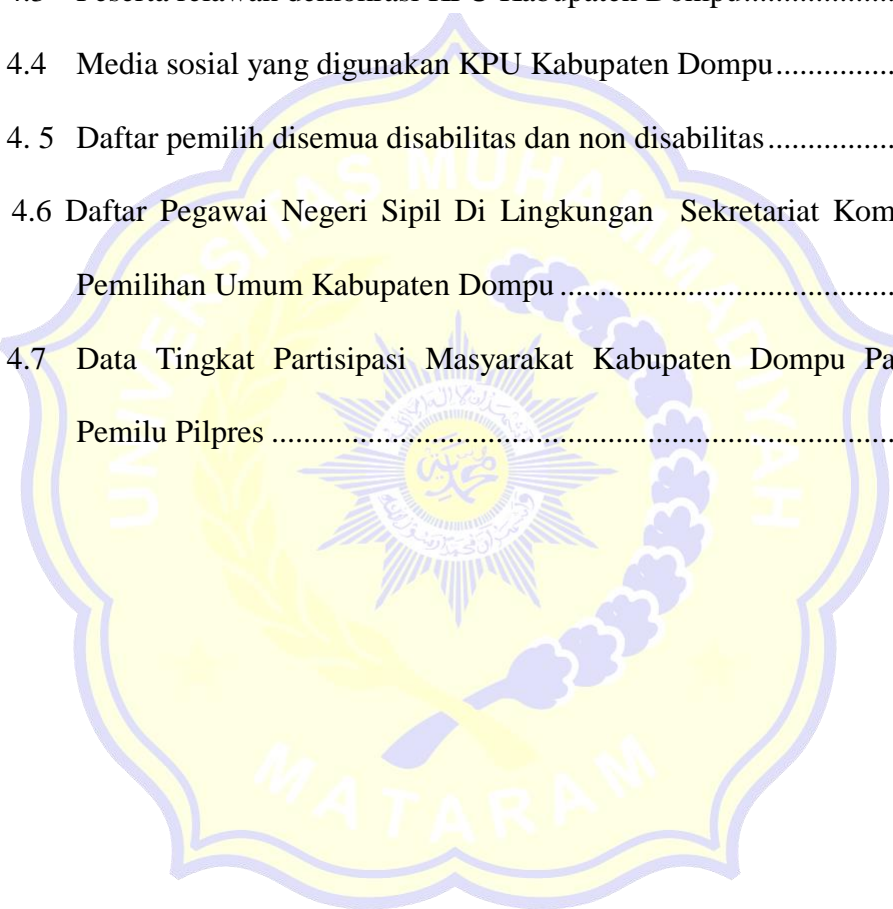 4.4 Media sosial yang digunakan KPU Kabupaten Dompu...............
4. 5 Daftar pemilih disemua disabilitas dan non disabilitas................
4.6 Daftar Pegawai Negeri Sipil Di Lingkungan Sekretariat Kom
Pemilihan Umum Kabupaten Dompu..........................................
4.7 Data Tingkat Partisipasi Masyarakat Kabupaten Dompu Pa
Pemilu Pilpres..............................................................................
UNIVERSITAS MUHAMMADIYAH
MATARAM